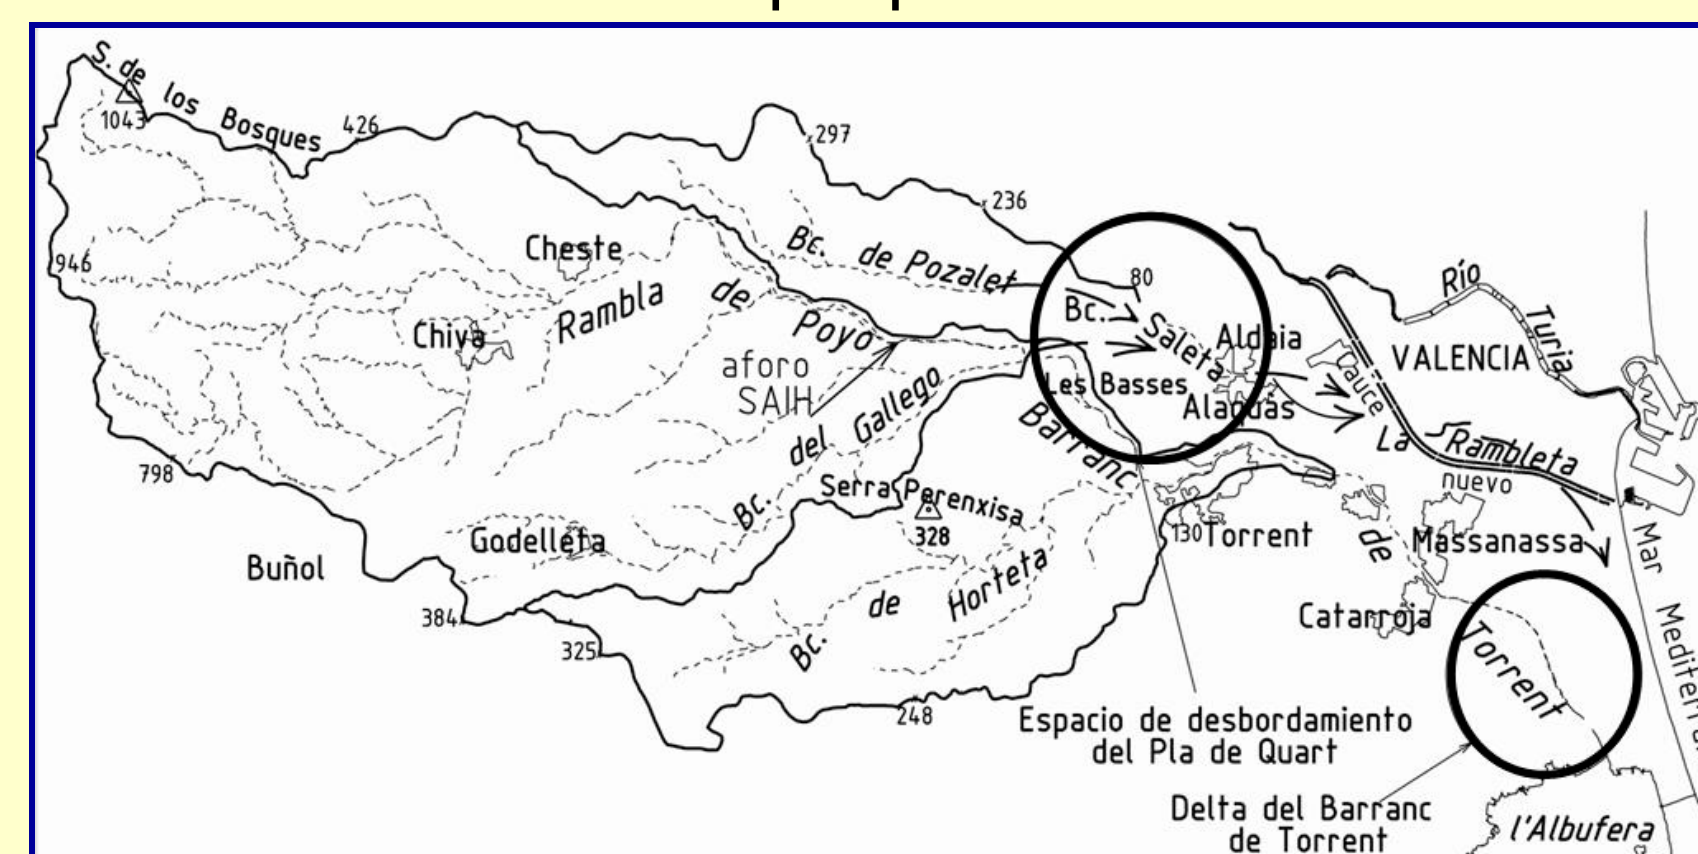 S. de los Bosques
1043
426
297
236
946
Cheste
Bc. de Pozalet
80
Río Turia
Chiva
Rambla de Poyo
Bc. Saleta
Aldaia
VALENCIA
aforo
SAIH
Les Basses
Alaquàs
Cauce
La Rambleta
nuevo
Bc. del Gallego
Barranc de Torrent
798
Serra Perenxisa
328
Godelleta
Buñol
130
Torrent
Massanassa
Mar
Bc. de Horteta
384
325
Catarroja
248
Espacio de desbordamiento
del Pla de Quart
Delta del Barranc
de Torrent
l'Albufera